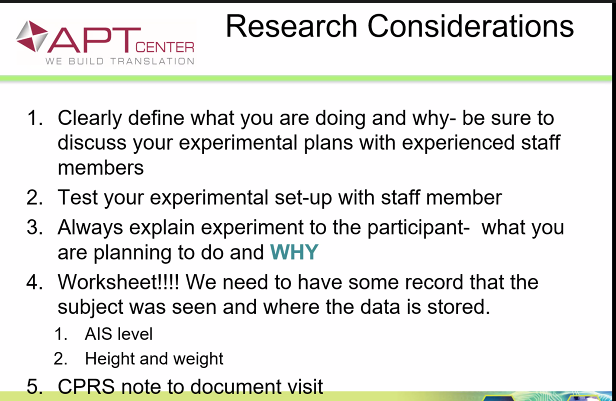 Research Considerations
APTCENTER
WE BUILD TRANSLATION
1. Clearly define what you are doing and why- be sure to
discuss your experimental plans with experienced staff
members
2. Test your experimental set-up with staff member
3. Always explain experiment to the participant-  what you
are planning to do and WHY
4. Worksheet!!!! We need to have some record that the
subject was seen and where the data is stored.
1. AIS level
2. Height and weight
5. CPRS note to document visit